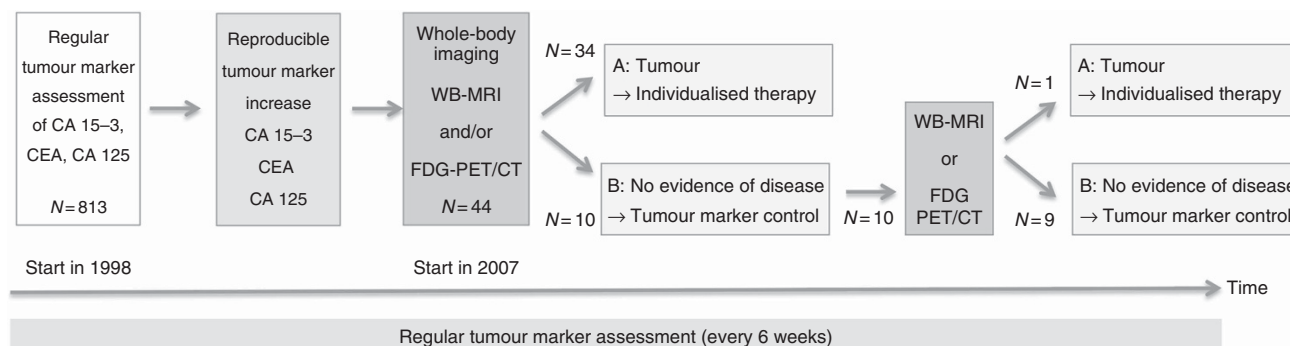 Regular
tumour marker
assessment
of CA 15–3,
CEA, CA 125
N=813
Reproducible
tumour marker
increase
CA 15–3
CEA
CA 125
Whole-body
imaging
WB-MRI
and/or
FDG-PET/CT
N=44
N=34
A: Tumour
→ Individualised therapy
N=10
B: No evidence of disease
→ Tumour marker control
N=10
WB-MRI
or
FDG
PET/CT
N=1
A: Tumour
→ Individualised therapy
N=9
B: No evidence of disease
→ Tumour marker control
Start in 1998
Start in 2007
Time
Regular tumour marker assessment (every 6 weeks)